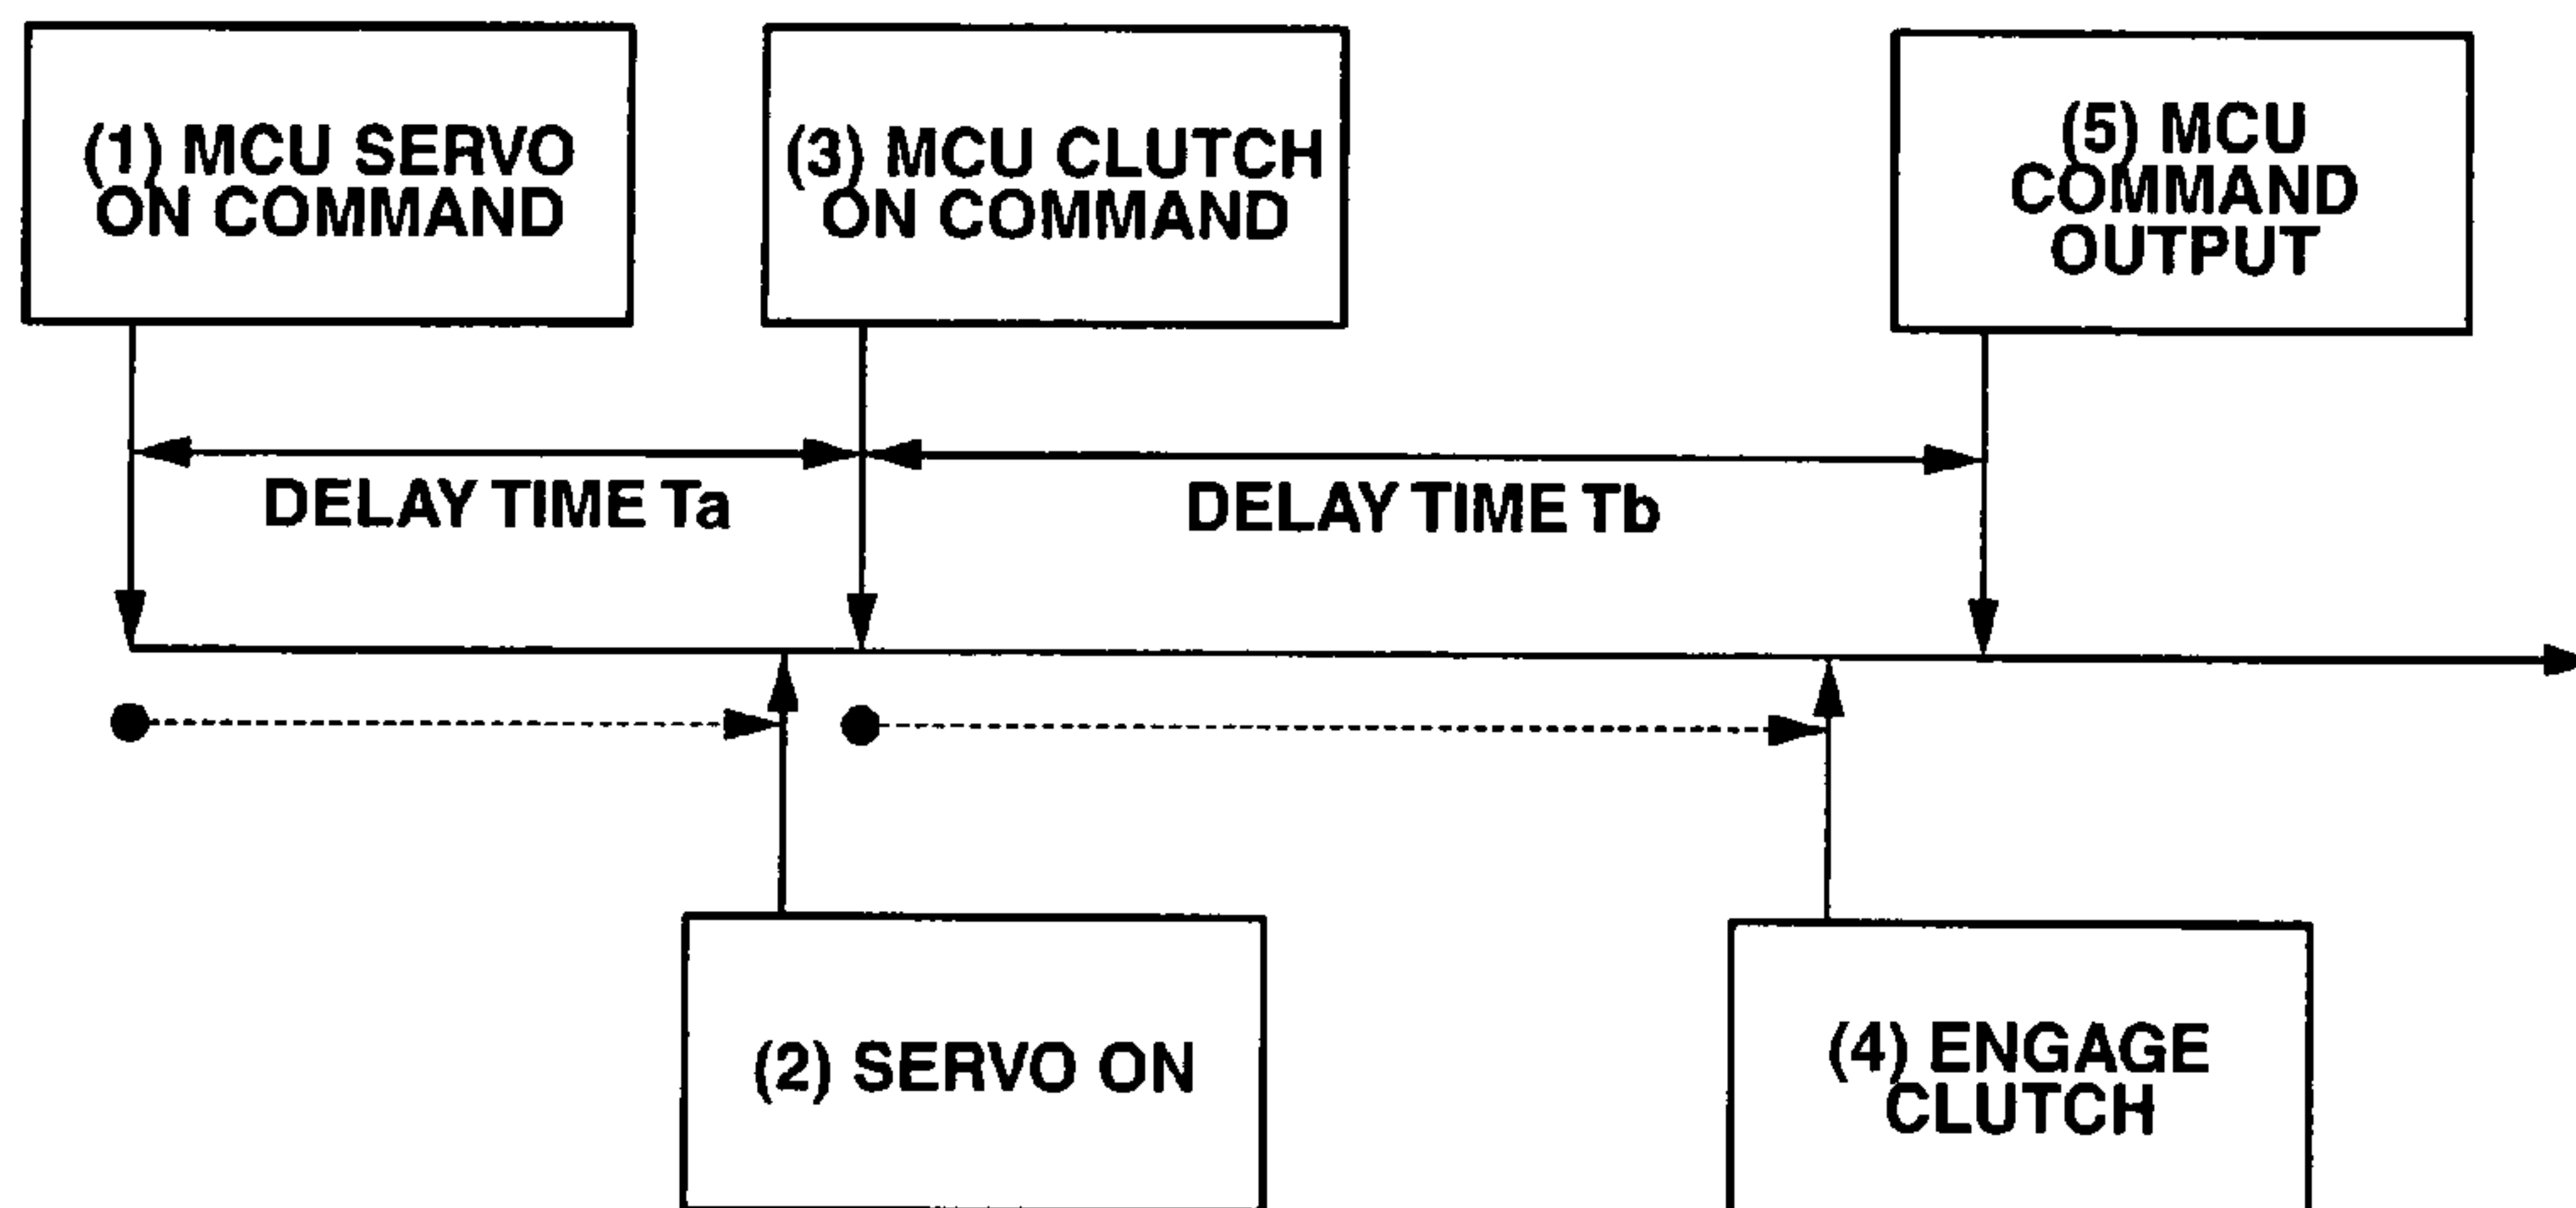 (1) MCU SERVO
ON COMMAND
(3) MCU CLUTCH
ON COMMAND
(5) MCU
COMMAND
OUTPUT
DELAY TIME Ta
DELAY TIME Tb
(2) SERVO ON
(4) ENGAGE
CLUTCH